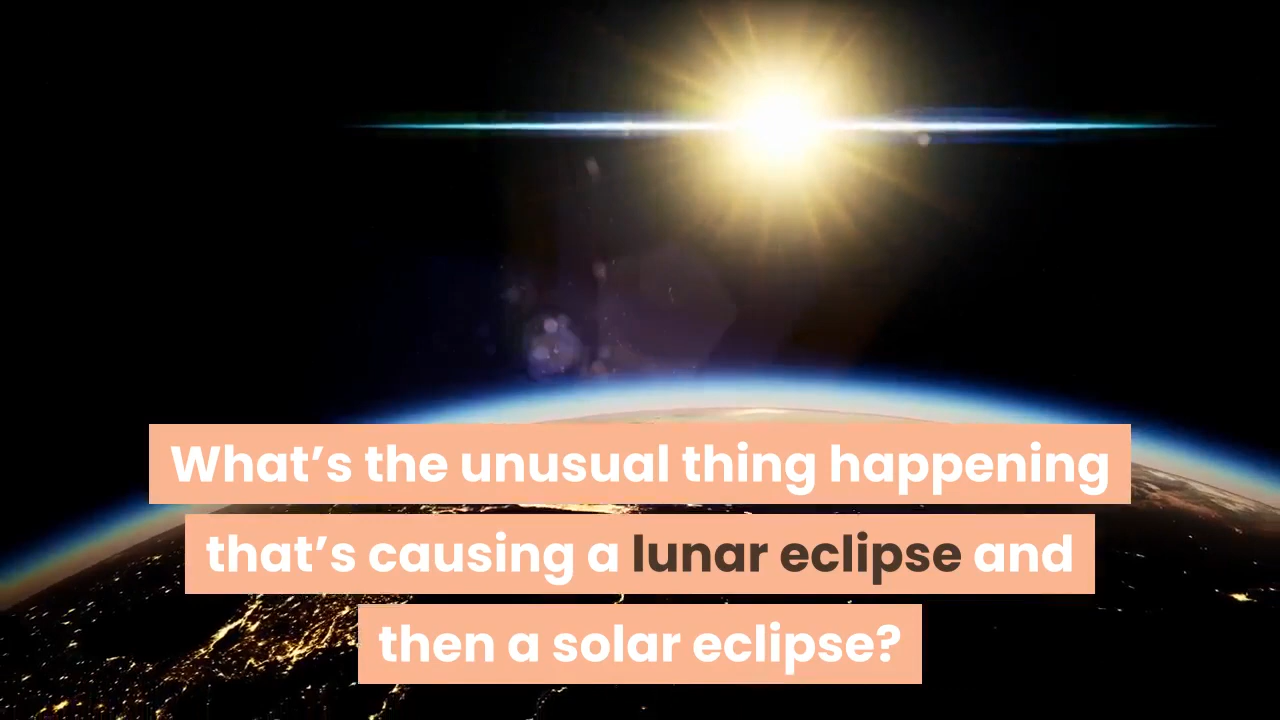 What’s the unusual thing happening
that’s causing a lunar eclipse and
then a solar eclipse?